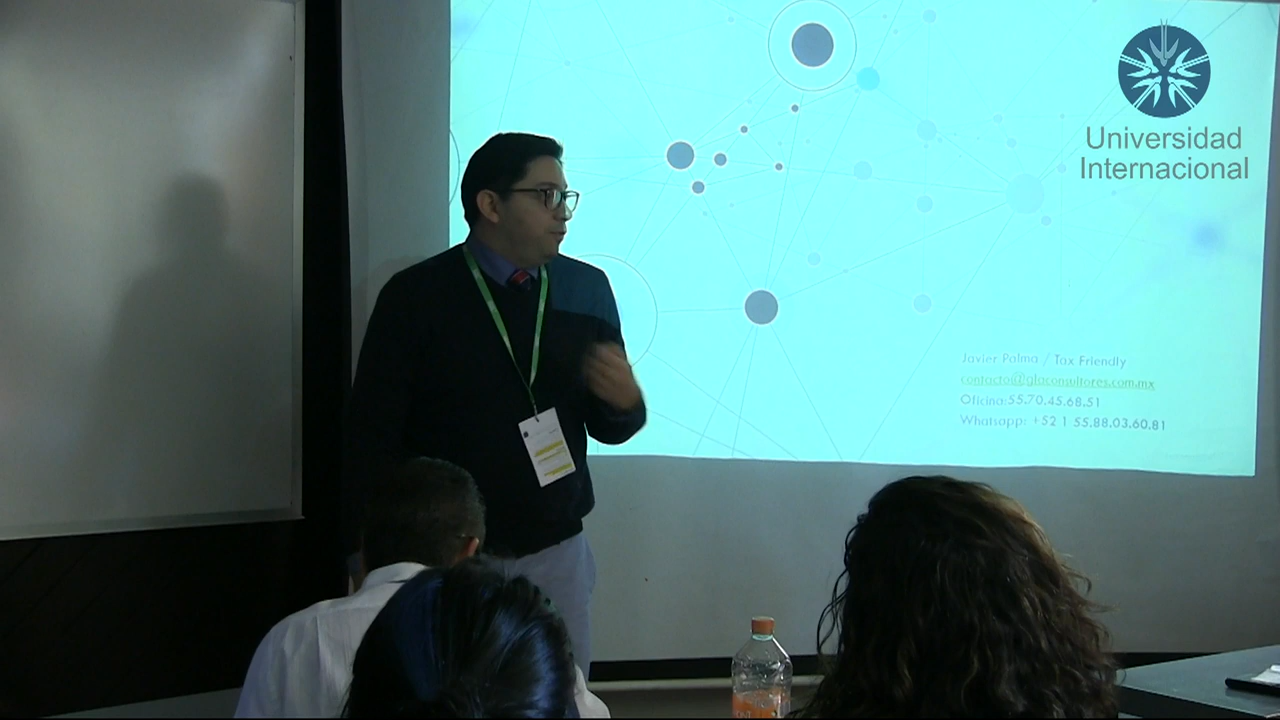 Universidad
Internacional
Javier Palma / Tax Friendly
contacto@glaconsultores.com.mx
Oficina:55.70.45.68.51
Whatsapp: +52 1 55.88.03.60.81